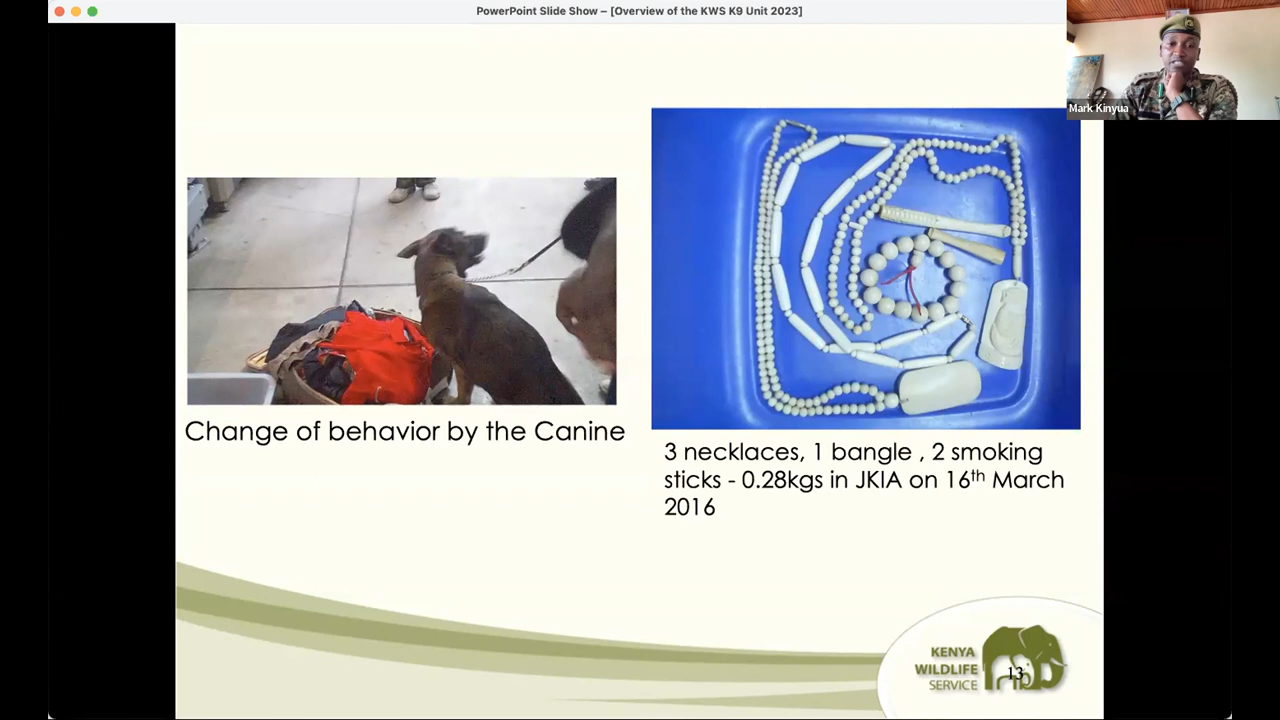 PowerPoint Slide Show – [Overview of the KWS K9 Unit 2023]
Mark Kinyua
Change of behavior by the Canine
3 necklaces, 1 bangle , 2 smoking
sticks - 0.28kgs in JKIA on 16th March
2016
KENYA
WILDLIFE
SERVICE
13